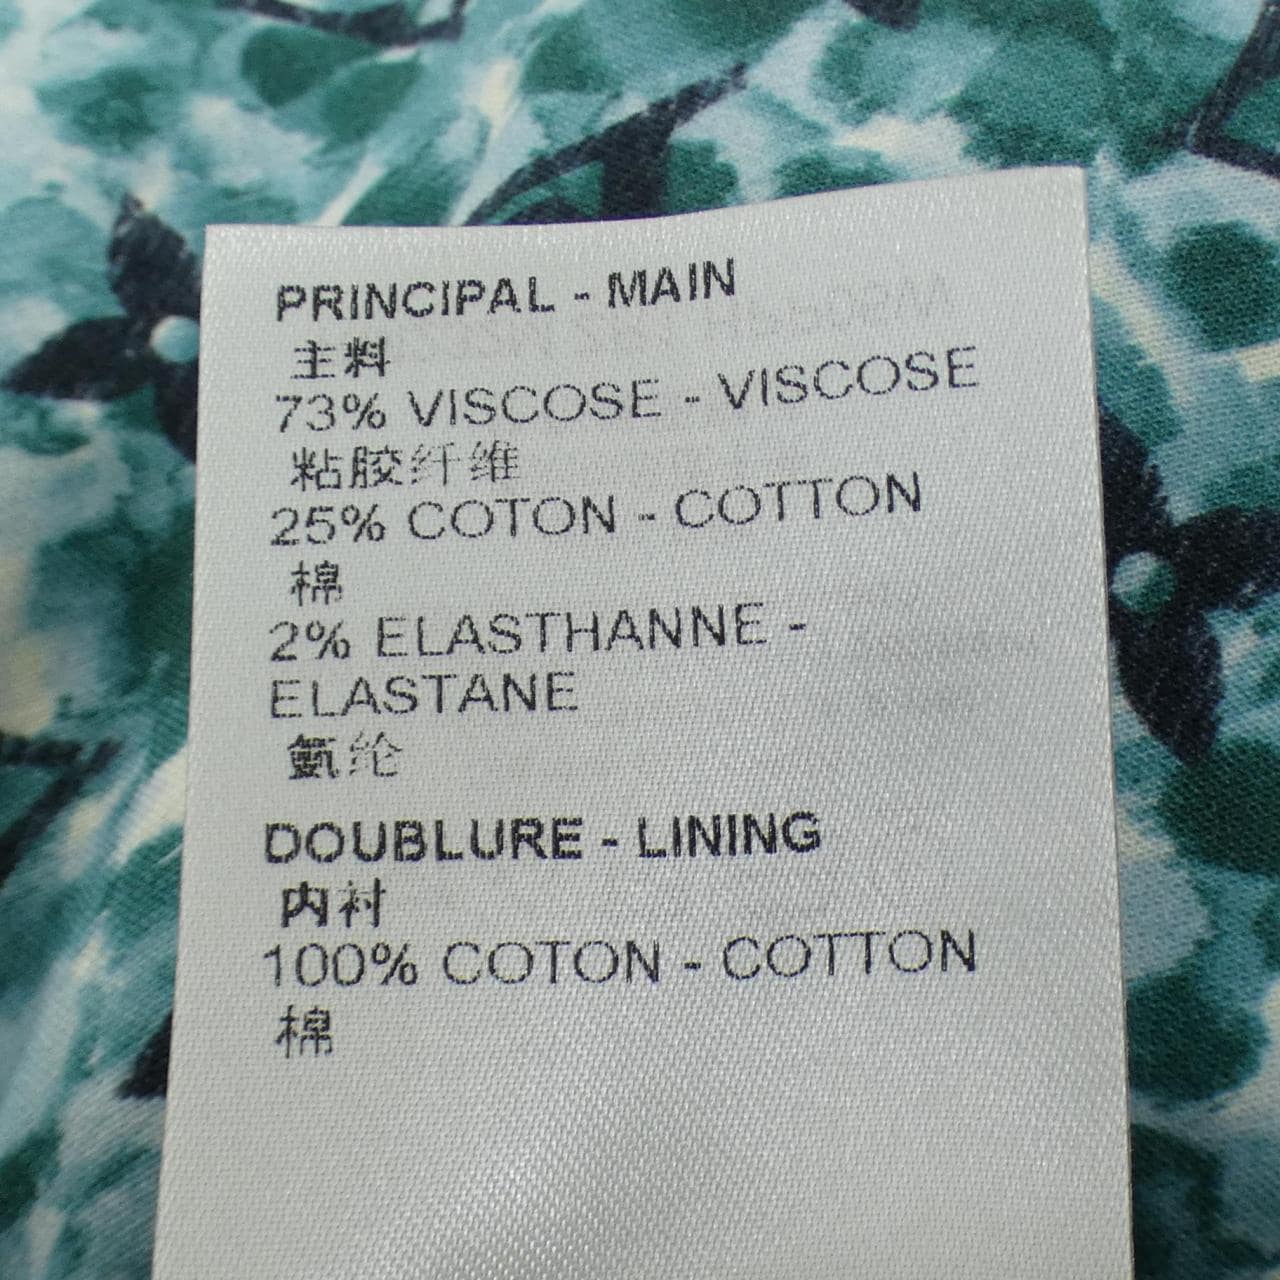 PRINCIPAL - MAIN
主料
73% VISCOSE - VISCOSE
粘胶纤维
25% COTON - COTTON
棉
2% ELASTHANNE -
ELASTANE
氨纶
DOUBLURE - LINING
内衬
100% COTON - COTTON
棉